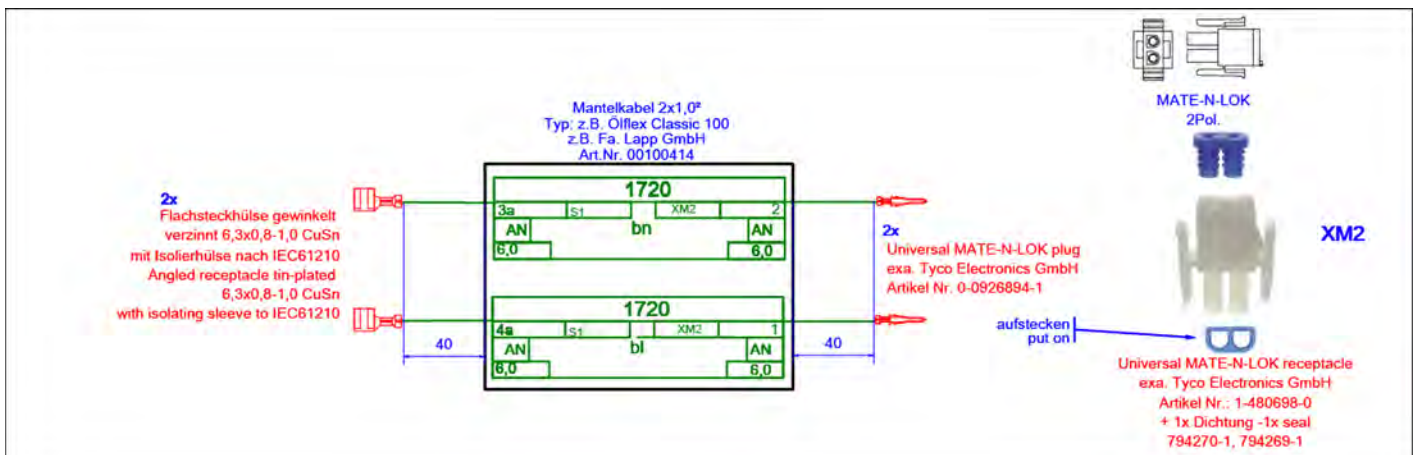 MATE-N-LOK
2Pol.
Mantelkabel 2x1,0²
Typ: z.B. Ölflex Classic 100
z.B. Fa. Lapp GmbH
Art.Nr. 00100414
2x
Flachsteckhülse gewinkelt
verzinnt 6,3x0,8-1,0 CuSn
mit Isolierhülse nach IEC61210
Angled receptacle tin-plated
6,3x0,8-1,0 CuSn
with isolating sleeve to IEC61210
1720
3a S1 XM2 2
AN bn AN
6,0 6,0
1720
4a S1 XM2 1
AN bl AN
6,0 6,0
40
40
2x
Universal MATE-N-LOK plug
exa. Tyco Electronics GmbH
Artikel Nr. 0-0926894-1
XM2
aufstecken
put on
Universal MATE-N-LOK receptacle
exa. Tyco Electronics GmbH
Artikel Nr.: 1-480698-0
+ 1x Dichtung -1x seal
794270-1, 794269-1